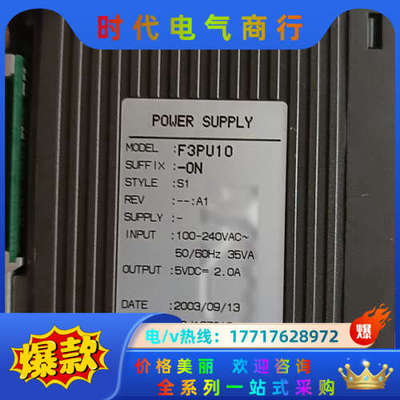 时代电气商行
POWER SUPPLY
MODEL :F3PU10
SUFFIX :-0N
STYLE :S1
REV :--:A1
SUPPLY :-
INPUT :100-240VAC~
50/60Hz 35VA
OUTPUT :5VDC= 2.0A
DATE :2003/09/13
爆款
电/v热线: 17717628972
爆
价格美丽 欢迎咨询
全系列一站式采购